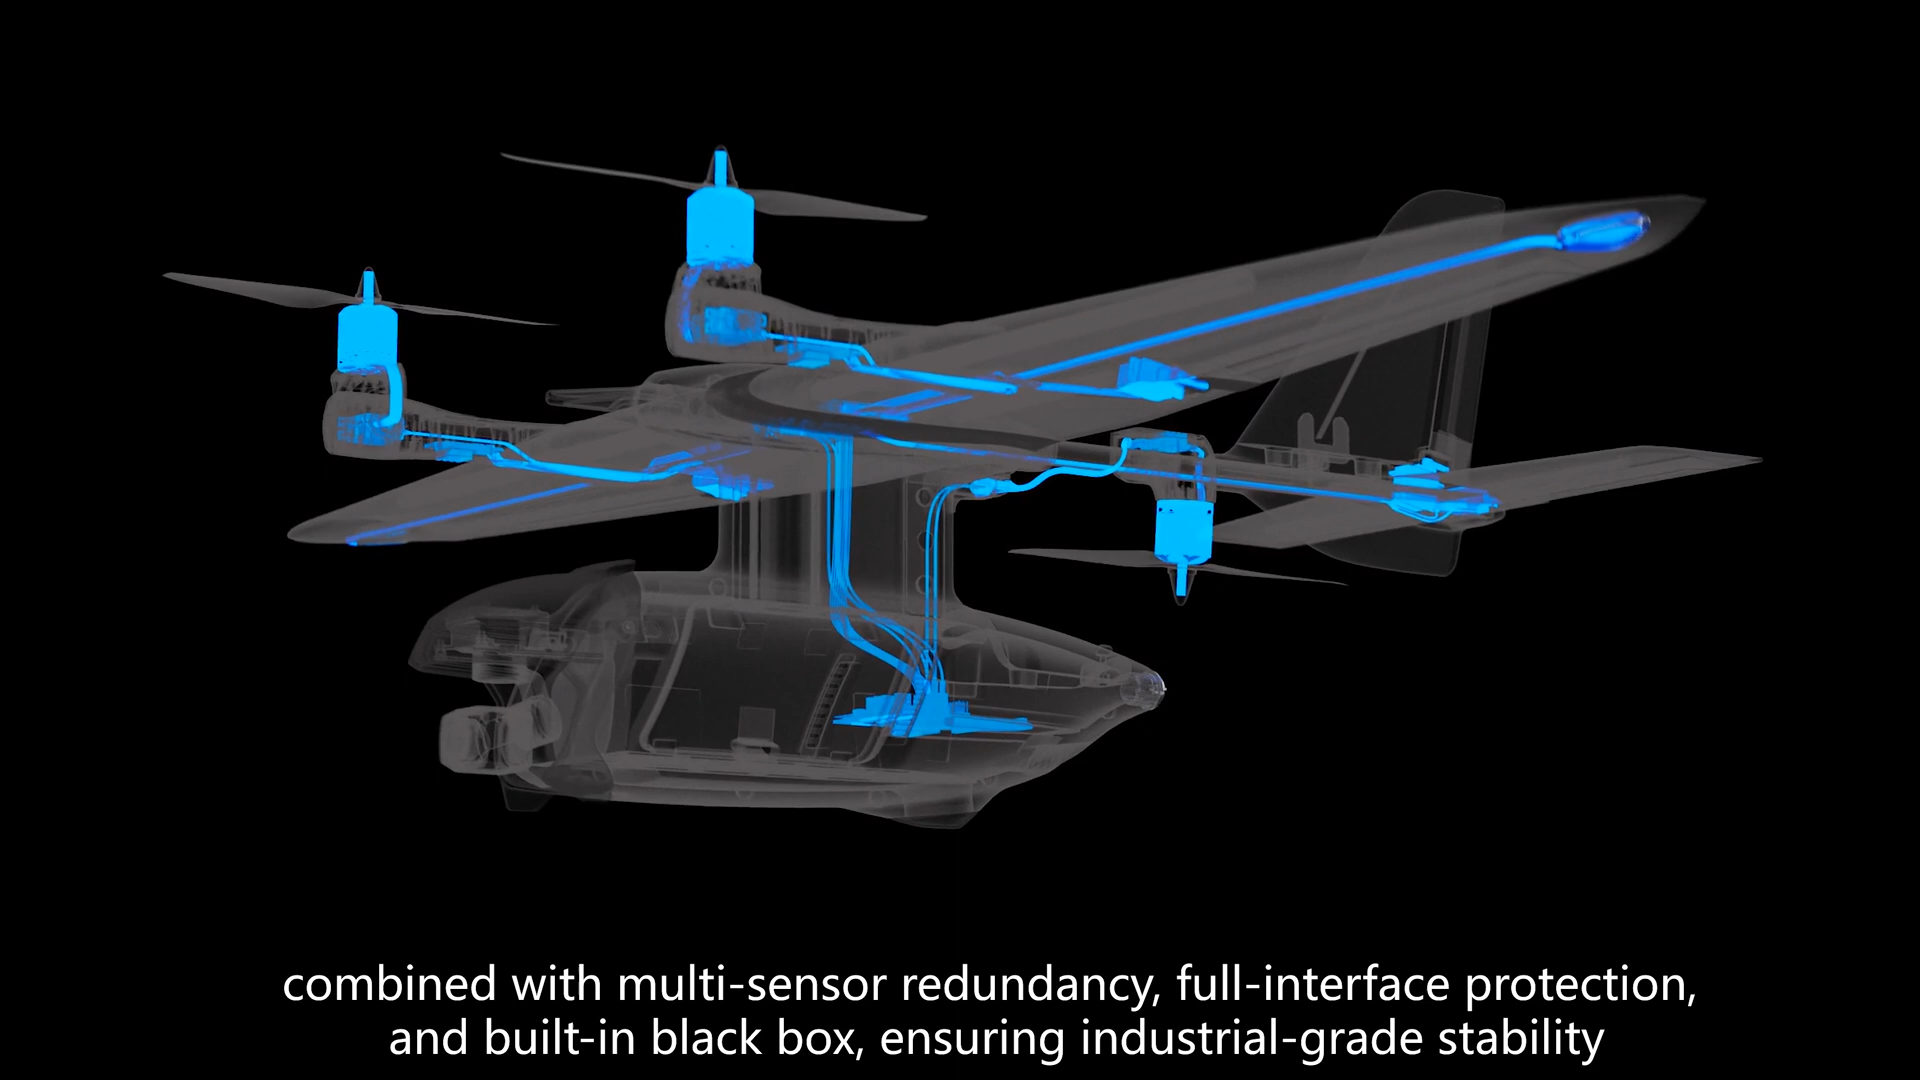 combined with multi-sensor redundancy, full-interface protection,
and built-in black box, ensuring industrial-grade stability